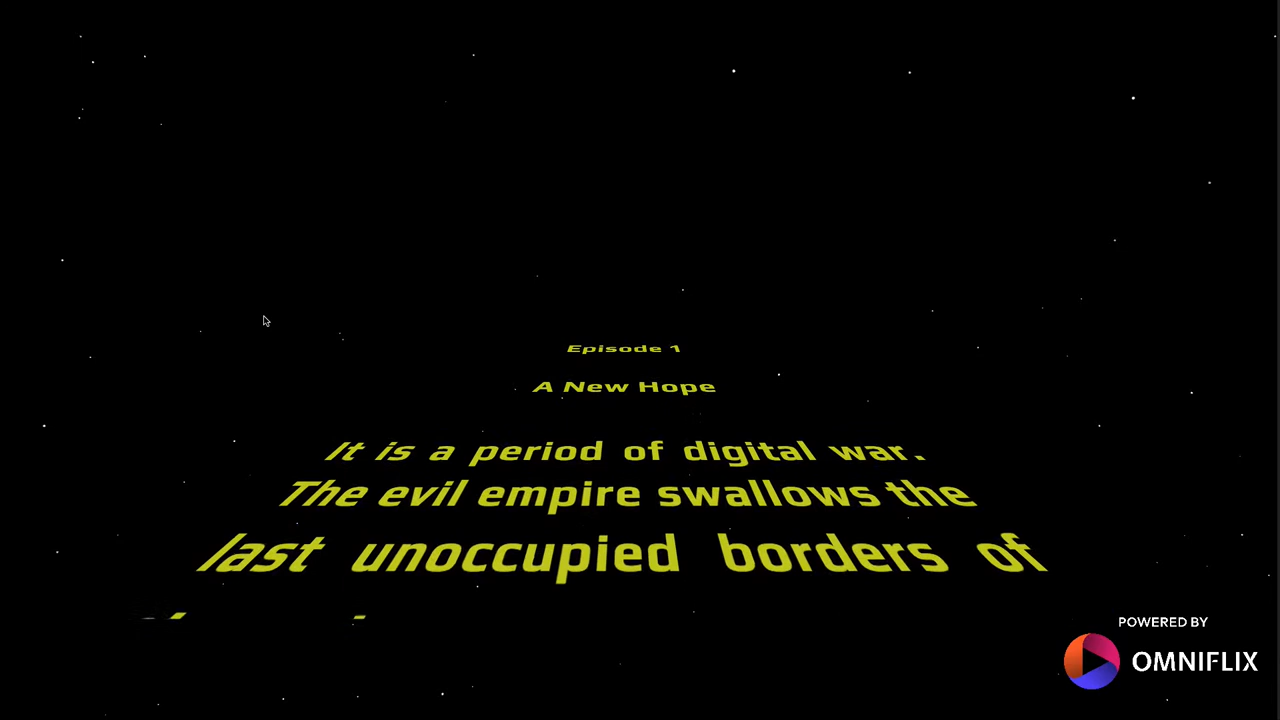 Episode 1
A New Hope
It is a period of digital war.
The evil empire swallows the
last unoccupied borders of
POWERED BY
OMNIFLIX